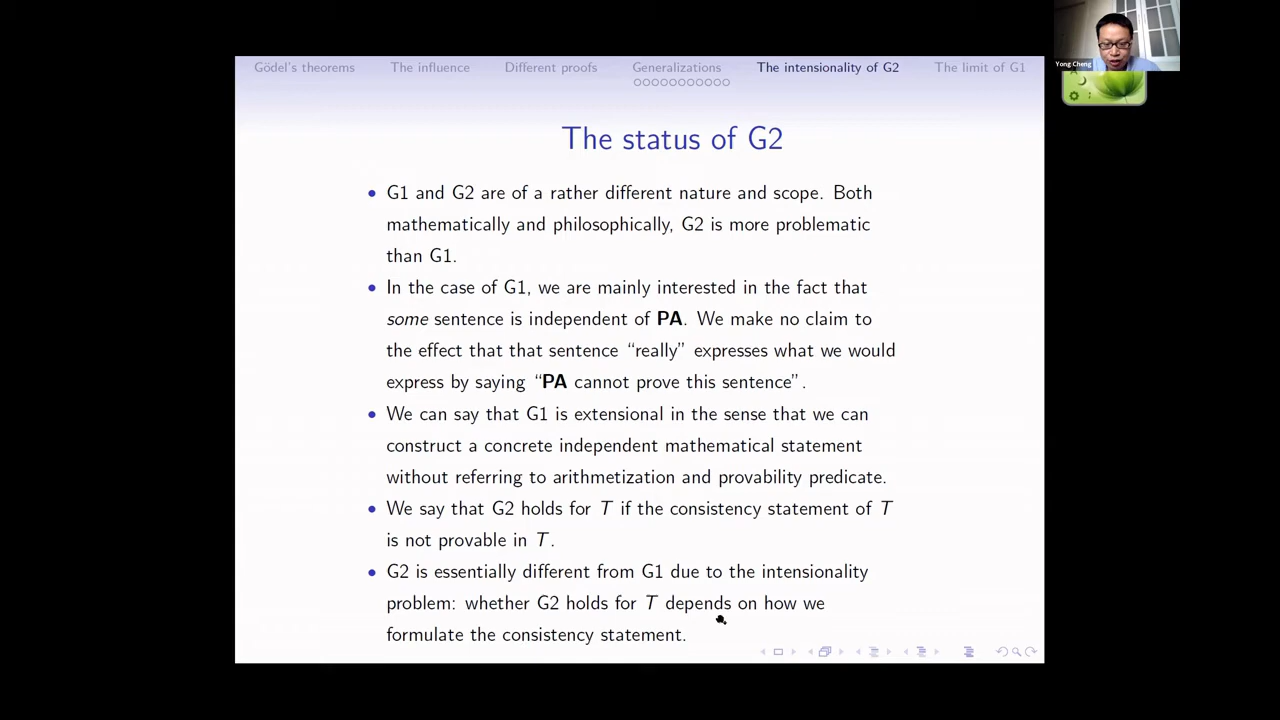 Gödel's theorems The influence Different proofs Generalizations The intensionality of G2 The limit of G1
Yong Cheng
The status of G2
• G1 and G2 are of a rather different nature and scope. Both
mathematically and philosophically, G2 is more problematic
than G1.
• In the case of G1, we are mainly interested in the fact that
some sentence is independent of PA. We make no claim to
the effect that that sentence “really” expresses what we would
express by saying “PA cannot prove this sentence”.
• We can say that G1 is extensional in the sense that we can
construct a concrete independent mathematical statement
without referring to arithmetization and provability predicate.
• We say that G2 holds for T if the consistency statement of T
is not provable in T.
• G2 is essentially different from G1 due to the intensionality
problem: whether G2 holds for T depends on how we
formulate the consistency statement.